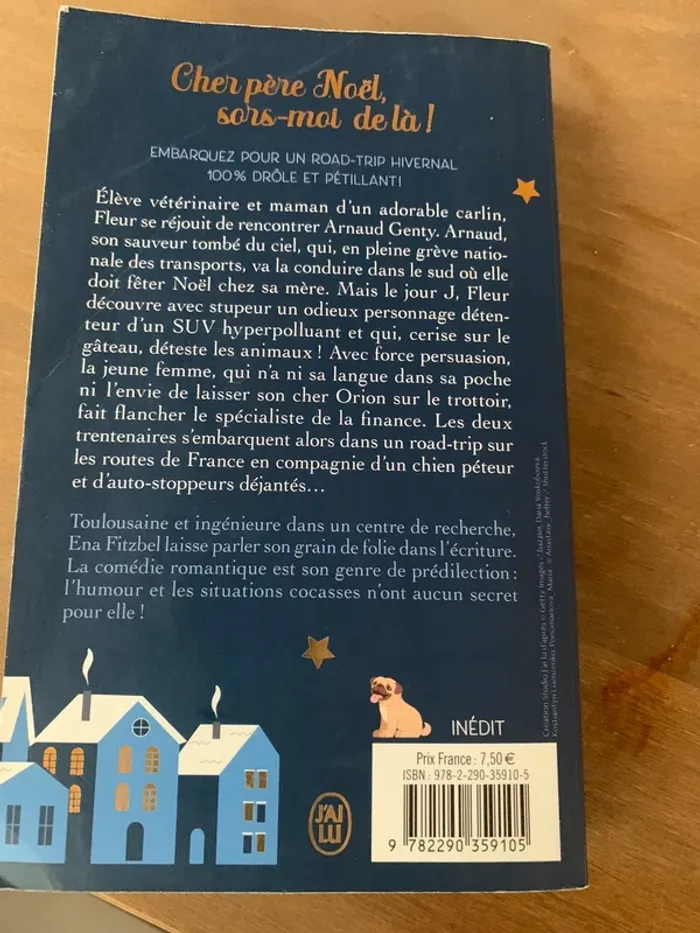 Cher père Noël,
sors-moi de là !
EMBARQUEZ POUR UN ROAD-TRIP HIVERNAL
100% DRÔLE ET PÉTILLANT !
Élève vétérinaire et maman d'un adorable carlin,
Fleur se réjouit de rencontrer Arnaud Genty. Arnaud,
son sauveur tombé du ciel, qui, en pleine grève natio-
nale des transports, va la conduire dans le sud où elle
doit fêter Noël chez sa mère. Mais le jour J, Fleur
découvre avec stupeur un odieux personnage déten-
teur d'un SUV hyperpolluant et qui, cerise sur le
gâteau, déteste les animaux ! Avec force persuasion,
la jeune femme, qui n'a ni sa langue dans sa poche
ni l'envie de laisser son cher Orion sur le trottoir,
fait flancher le spécialiste de la finance. Les deux
trentenaires s'embarquent alors dans un road-trip sur
les routes de France en compagnie d'un chien péteur
et d'auto-stoppeurs déjantés…
Toulousaine et ingénieure dans un centre de recherche,
Ena Fitzbel laisse parler son grain de folie dans l'écriture.
La comédie romantique est son genre de prédilection :
l'humour et les situations cocasses n'ont aucun secret
pour elle !
INÉDIT
Prix France : 7,50 €
ISBN : 978-2-290-35910-5
9 782290 359105
J'AI
LU
Création Studio J'ai lu d'après © Getty Images /
/ Shutterstock